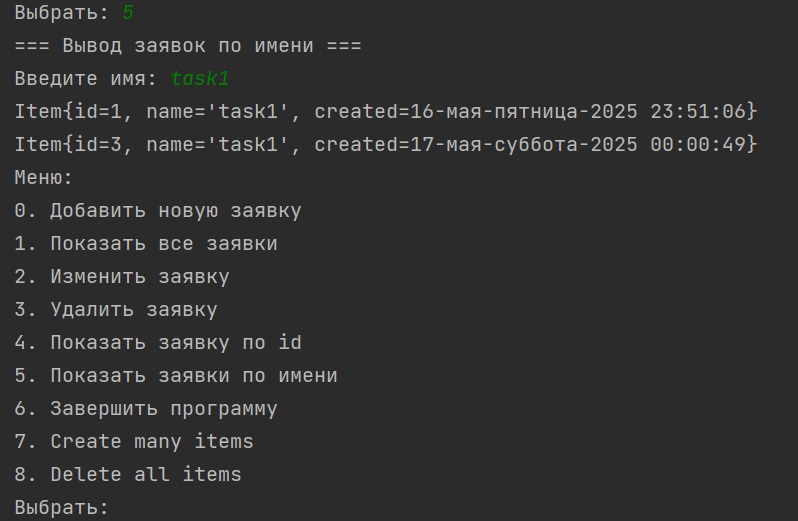 Выбрать: 5
=== Вывод заявок по имени ===
Введите имя: task1
Item{id=1, name='task1', created=16-мая-пятница-2025 23:51:06}
Item{id=3, name='task1', created=17-мая-суббота-2025 00:00:49}
Меню:
0. Добавить новую заявку
1. Показать все заявки
2. Изменить заявку
3. Удалить заявку
4. Показать заявку по id
5. Показать заявки по имени
6. Завершить программу
7. Create many items
8. Delete all items
Выбрать: